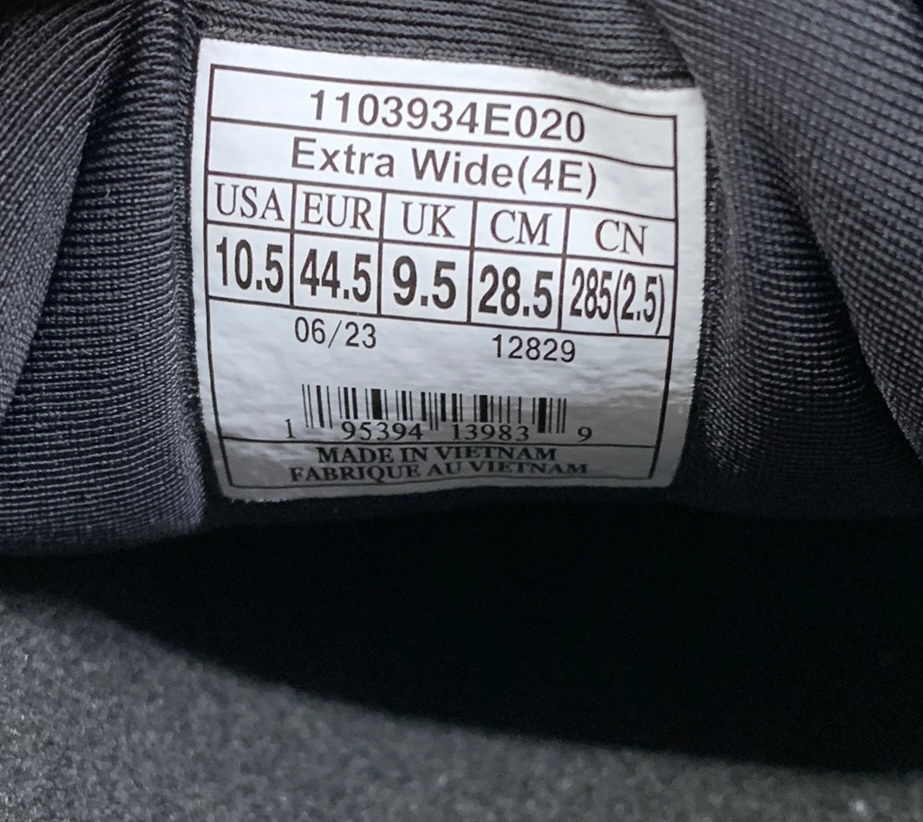 1103934E020
Extra Wide(4E)
USA EUR UK CM CN
10.5 44.5 9.5 28.5 285(2.5)
06/23 12829
1 95394 13983 9
MADE IN VIETNAM
FABRIQUE AU VIETNAM